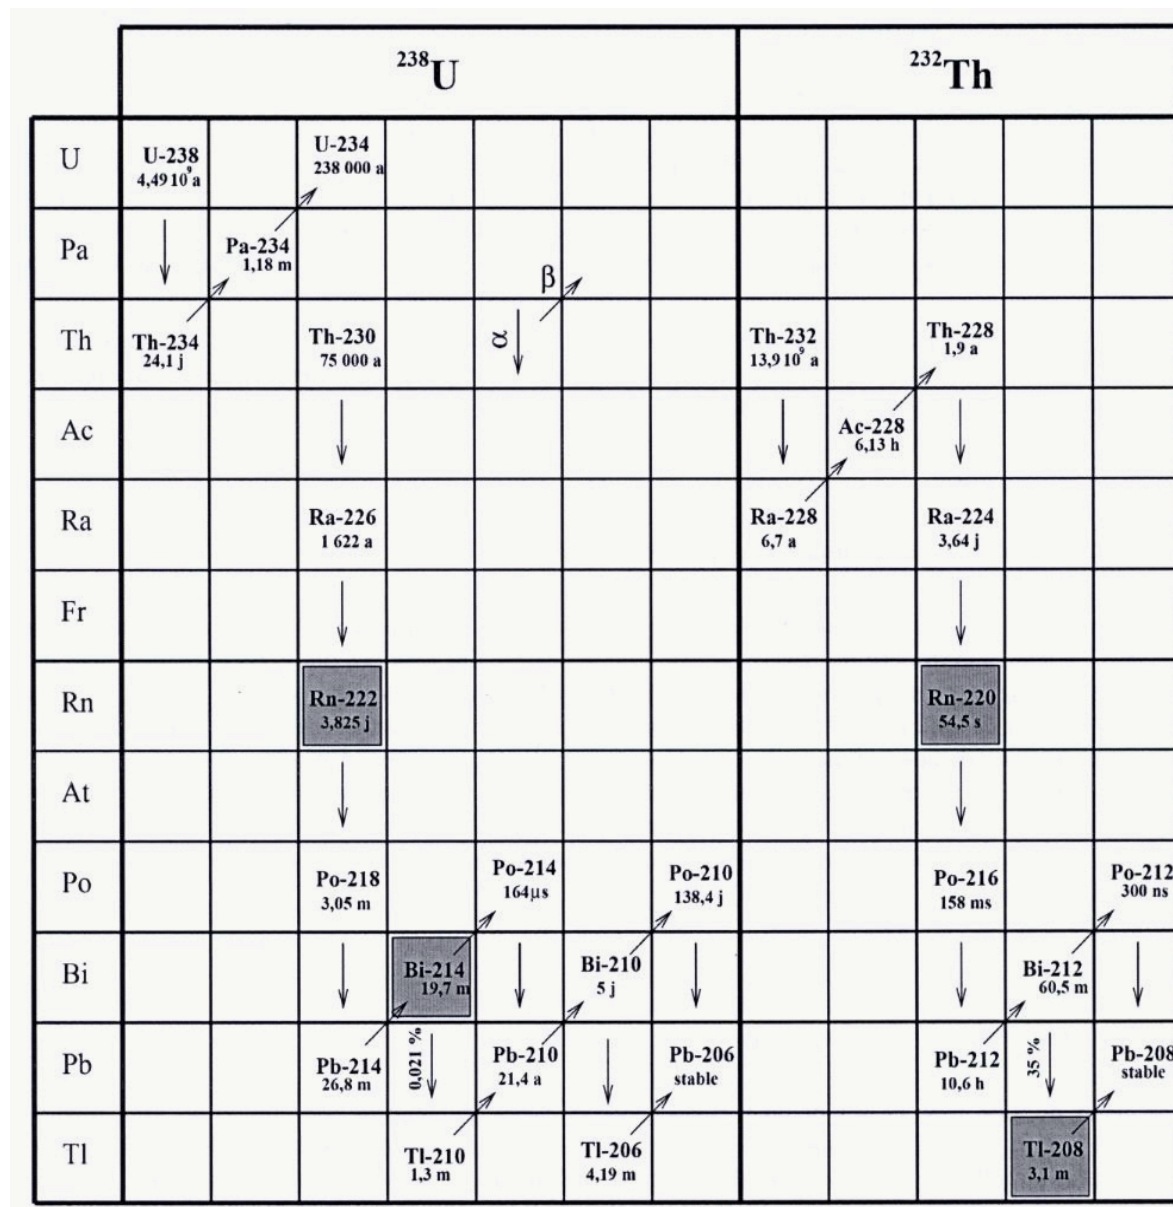 ²³⁸U ²³²Th
U U-238 U-234
4,49 10⁹ a 238 000 a
Pa Pa-234
1,18 m
β
Th Th-234 Th-230 α Th-232 Th-228
24,1 j 75 000 a 13,9 10⁹ a 1,9 a
Ac Ac-228
6,13 h
Ra Ra-226 Ra-228 Ra-224
1 622 a 6,7 a 3,64 j
Fr
Rn Rn-222 Rn-220
3,825 j 54,5 s
At
Po Po-218 Po-214 Po-210 Po-216 Po-212
3,05 m 164µs 138,4 j 158 ms 300 ns
Bi Bi-214 Bi-210 Bi-212
19,7 m 5 j 60,5 m
Pb Pb-214 0,021 % Pb-210 Pb-206 Pb-212 35 % Pb-208
26,8 m 21,4 a stable 10,6 h stable
Tl Tl-210 Tl-206 Tl-208
1,3 m 4,19 m 3,1 m